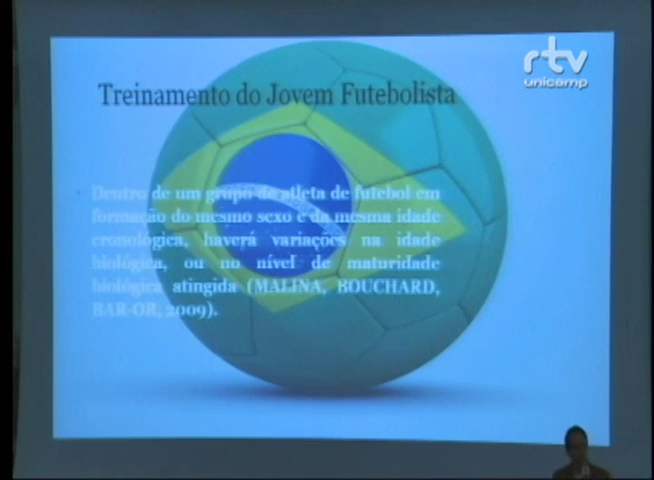 rtv
unicamp
Treinamento do Jovem Futebolista
Dentro de um grupo de atleta de futebol em
formação do mesmo sexo e da mesma idade
cronológica, haverá variações na idade
biológica, ou no nível de maturidade
biológica atingida (MALINA, BOUCHARD,
BAR-OR, 2009).